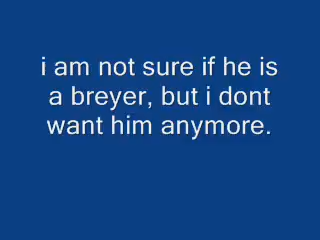 i am not sure if he is
a breyer, but i dont
want him anymore.